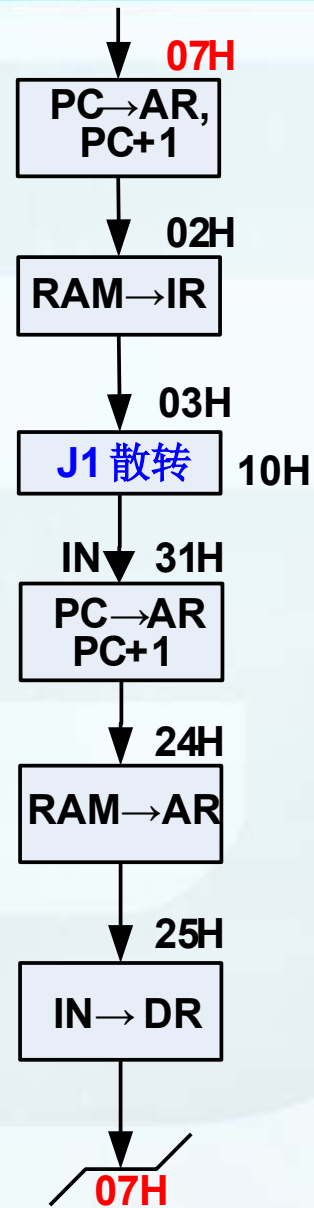 07H
PC→AR,
PC+1
02H
RAM→IR
03H
J1 散转
10H
IN 31H
PC→AR
PC+1
24H
RAM→AR
25H
IN→ DR
07H